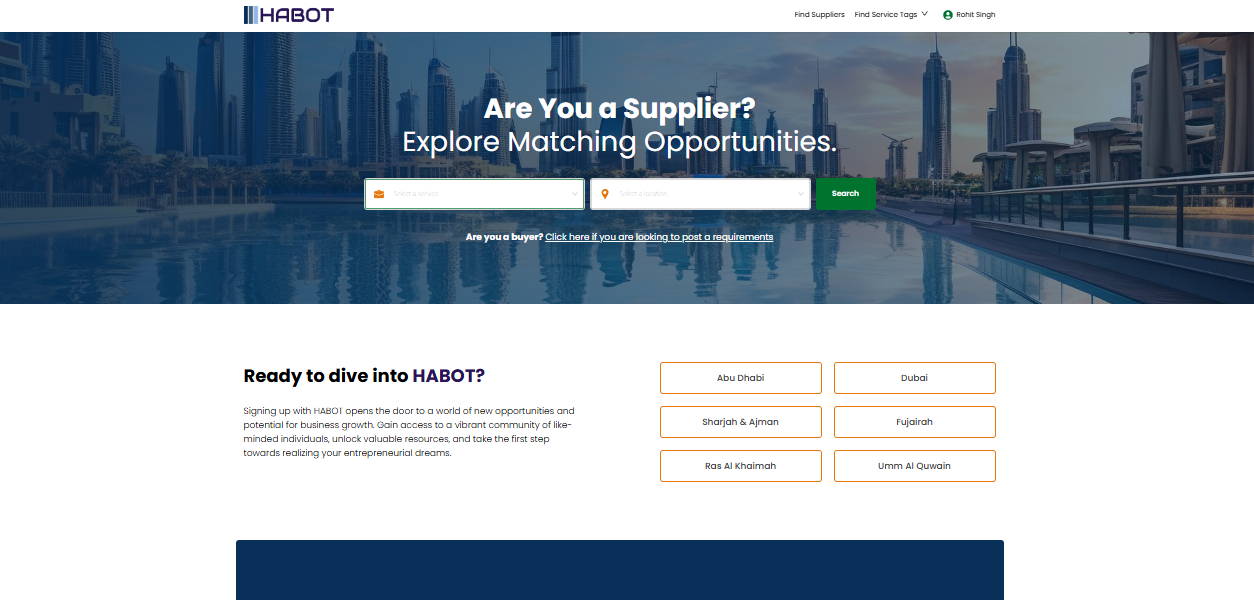 HABOT
Find Suppliers Find Service Tags Rohit Singh
Are You a Supplier?
Explore Matching Opportunities.
Select a service Select a location Search
Are you a buyer? Click here if you are looking to post a requirements
Ready to dive into HABOT?
Signing up with HABOT opens the door to a world of new opportunities and
potential for business growth. Gain access to a vibrant community of like-
minded individuals, unlock valuable resources, and take the first step
towards realizing your entrepreneurial dreams.
Abu Dhabi Dubai
Sharjah & Ajman Fujairah
Ras Al Khaimah Umm Al Quwain